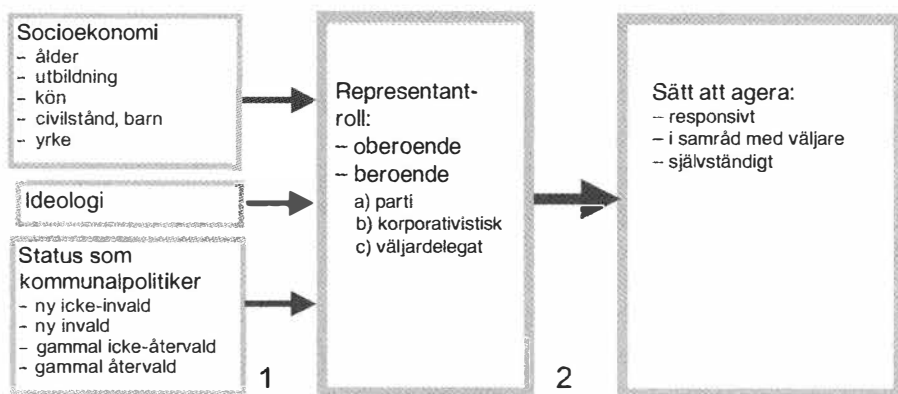 Socioekonomi
– ålder
– utbildning
– kön
– civilstånd, barn
– yrke
Ideologi
Status som
kommunalpolitiker
– ny icke-invald
– ny invald
– gammal icke-återvald
– gammal återvald
1
Representant-
roll:
– oberoende
– beroende
a) parti
b) korporativistisk
c) väljardelegat
2
Sätt att agera:
– responsivt
– i samråd med väljare
– självständigt